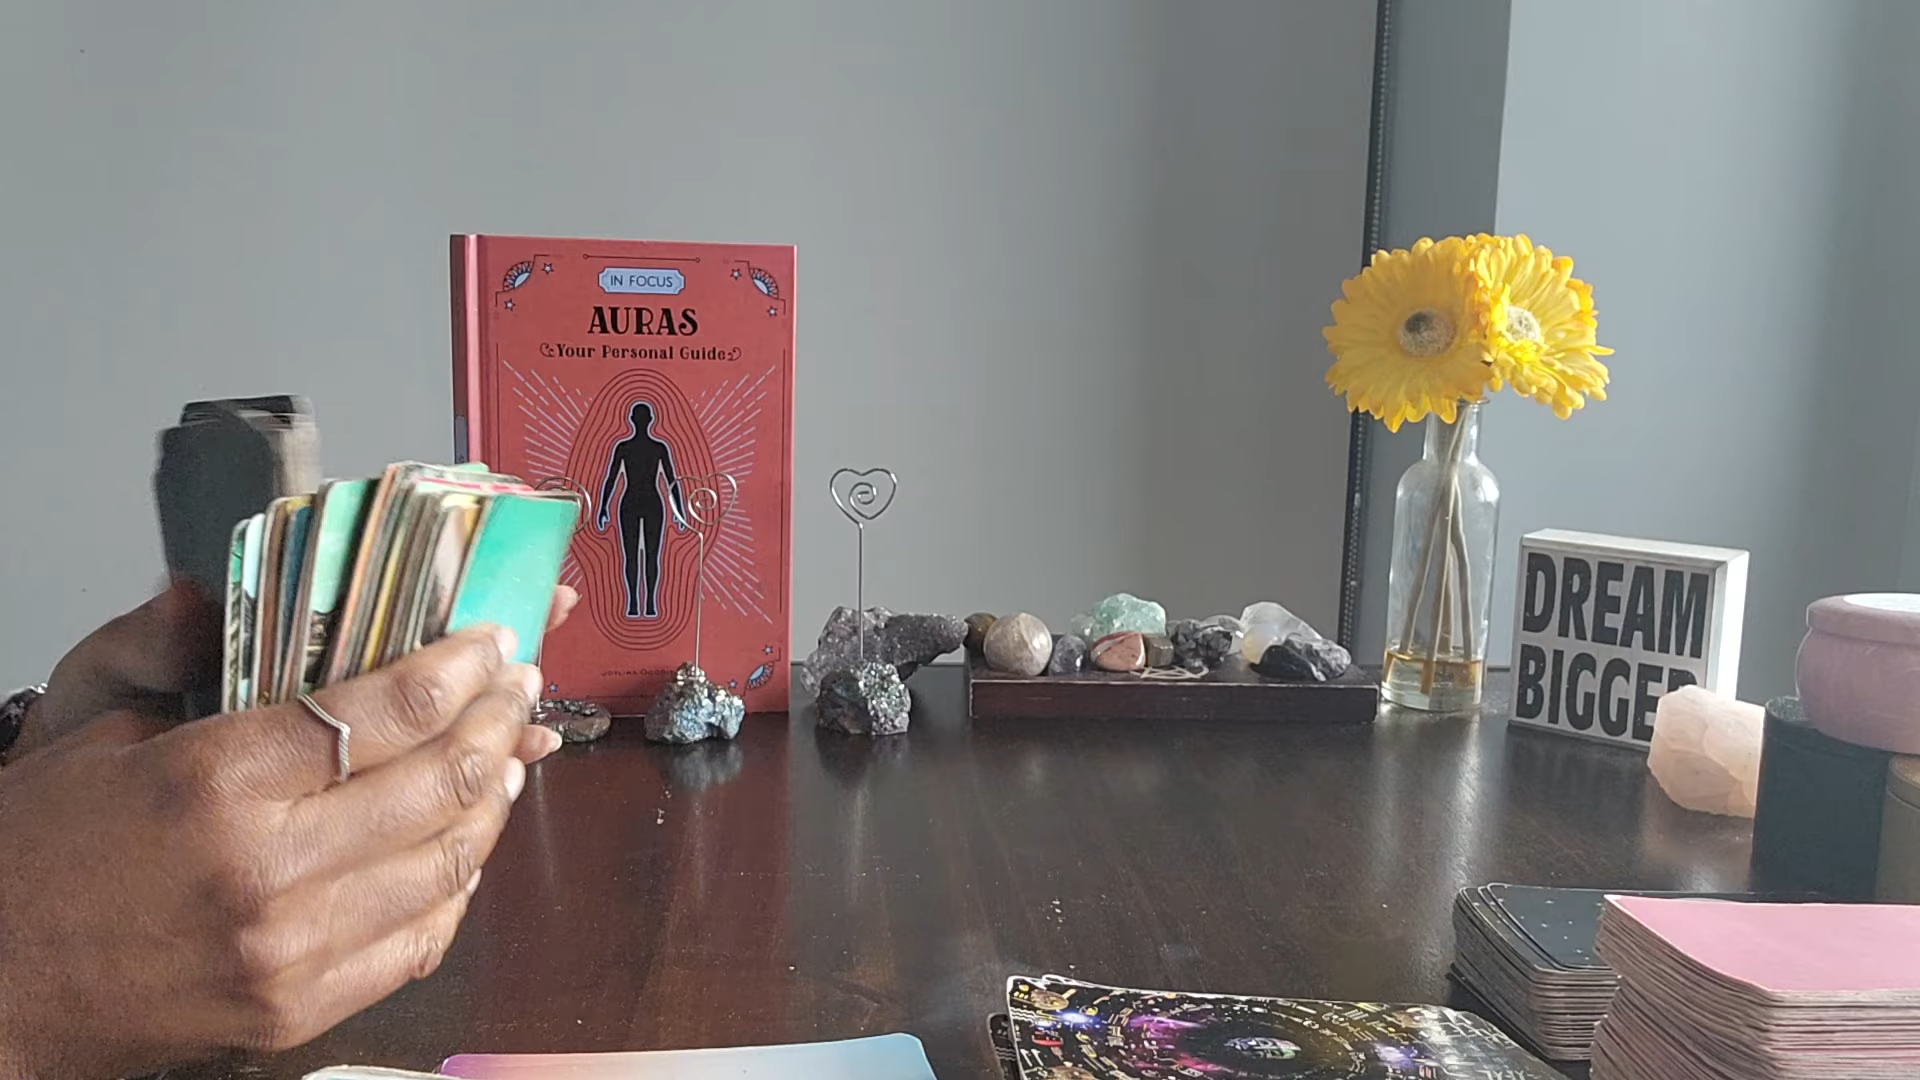 IN FOCUS
AURAS
Your Personal Guide
DREAM
BIGGER